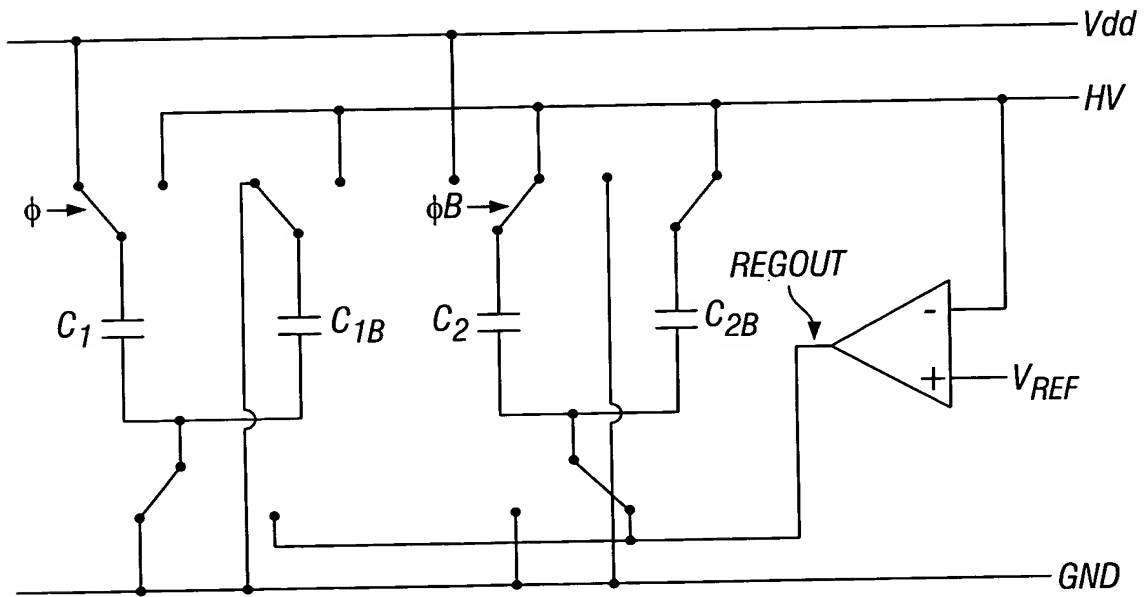 Vdd
HV
ϕ
ϕB
REGOUT
C1
C1B
C2
C2B
-
+
VREF
GND